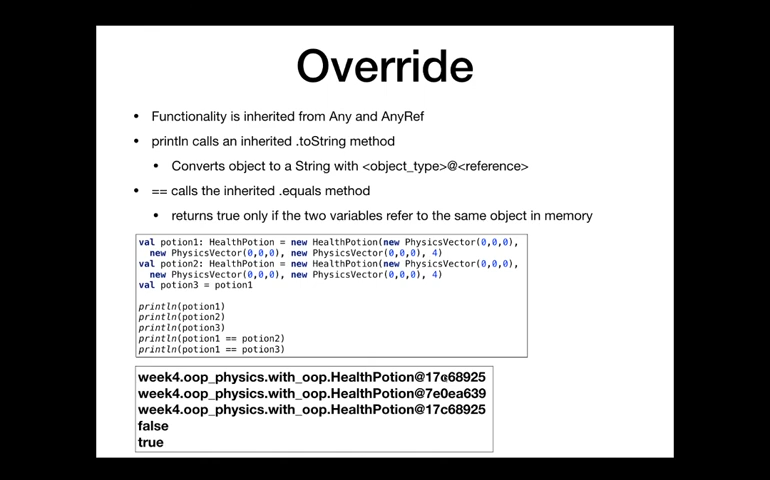 Override
• Functionality is inherited from Any and AnyRef
• println calls an inherited .toString method
• Converts object to a String with <object_type>@<reference>
• == calls the inherited .equals method
• returns true only if the two variables refer to the same object in memory
val potion1: HealthPotion = new HealthPotion(new PhysicsVector(0,0,0),
new PhysicsVector(0,0,0), new PhysicsVector(0,0,0), 4)
val potion2: HealthPotion = new HealthPotion(new PhysicsVector(0,0,0),
new PhysicsVector(0,0,0), new PhysicsVector(0,0,0), 4)
val potion3 = potion1
println(potion1)
println(potion2)
println(potion3)
println(potion1 == potion2)
println(potion1 == potion3)
week4.oop_physics.with_oop.HealthPotion@17c68925
week4.oop_physics.with_oop.HealthPotion@7e0ea639
week4.oop_physics.with_oop.HealthPotion@17c68925
false
true